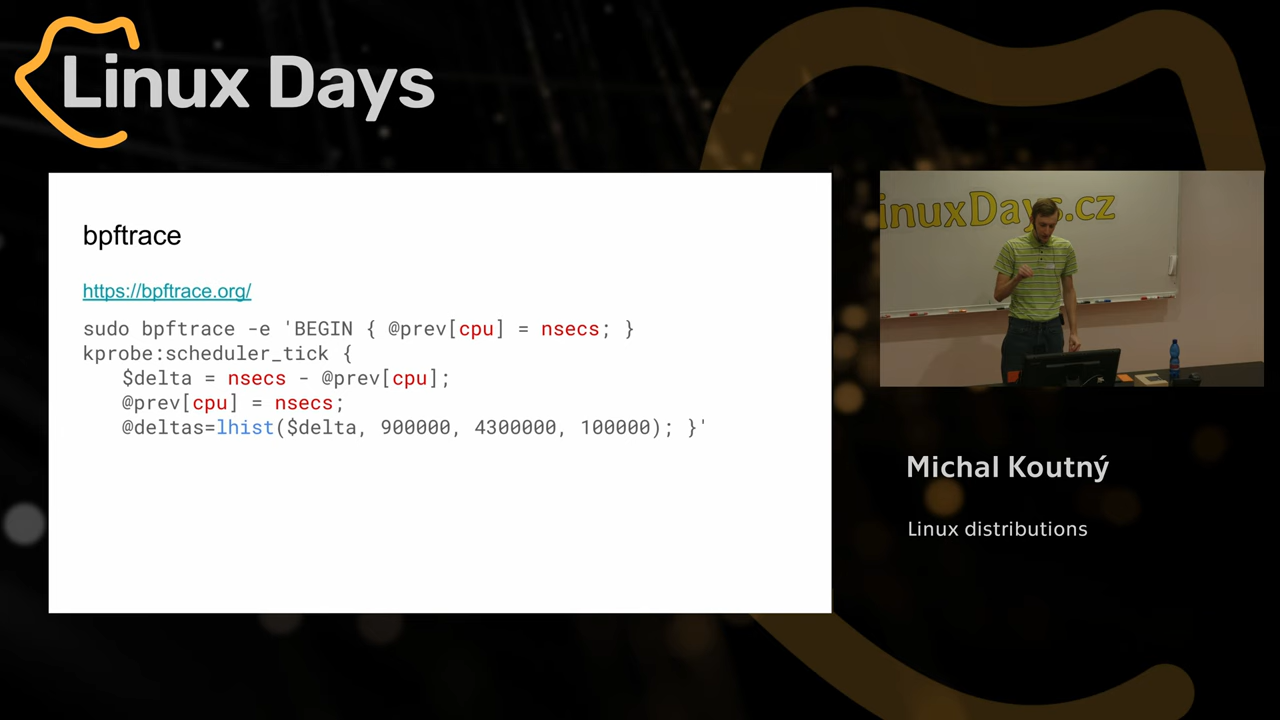 Linux Days
bpftrace
https://bpftrace.org/
sudo bpftrace -e 'BEGIN { @prev[cpu] = nsecs; }
kprobe:scheduler_tick {
$delta = nsecs - @prev[cpu];
@prev[cpu] = nsecs;
@deltas=lhist($delta, 900000, 4300000, 100000); }'
inuxDays.cz
Michal Koutný
Linux distributions